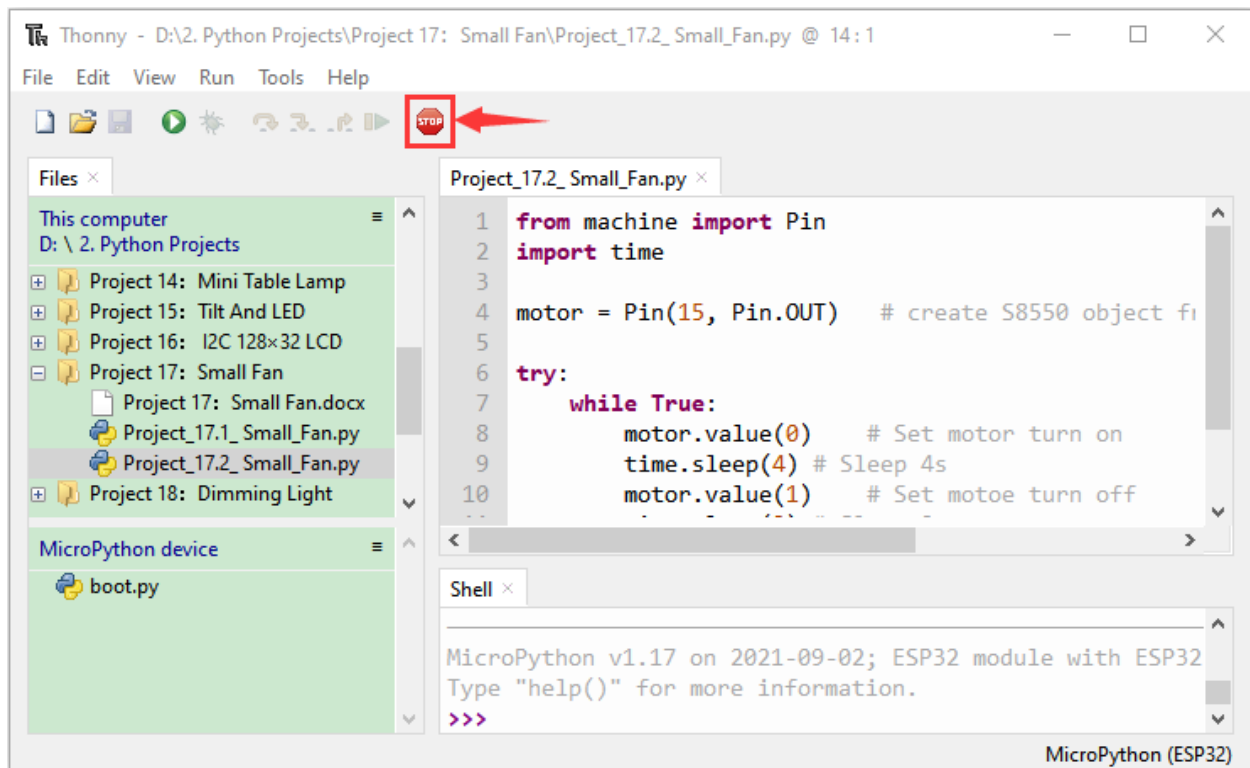 Thonny - D:\2. Python Projects\Project 17: Small Fan\Project_17.2_ Small_Fan.py @ 14 : 1
File Edit View Run Tools Help
STOP
Files
This computer
D: \ 2. Python Projects
Project 14: Mini Table Lamp
Project 15: Tilt And LED
Project 16: I2C 128×32 LCD
Project 17: Small Fan
Project 17: Small Fan.docx
Project_17.1_ Small_Fan.py
Project_17.2_ Small_Fan.py
Project 18: Dimming Light
MicroPython device
boot.py
Project_17.2_ Small_Fan.py
1 from machine import Pin
2 import time
3
4 motor = Pin(15, Pin.OUT) # create S8550 object
5
6 try:
7 while True:
8 motor.value(0) # Set motor turn on
9 time.sleep(4) # Sleep 4s
10 motor.value(1) # Set motoe turn off
Shell
MicroPython v1.17 on 2021-09-02; ESP32 module with ESP32
Type "help()" for more information.
>>>
MicroPython (ESP32)